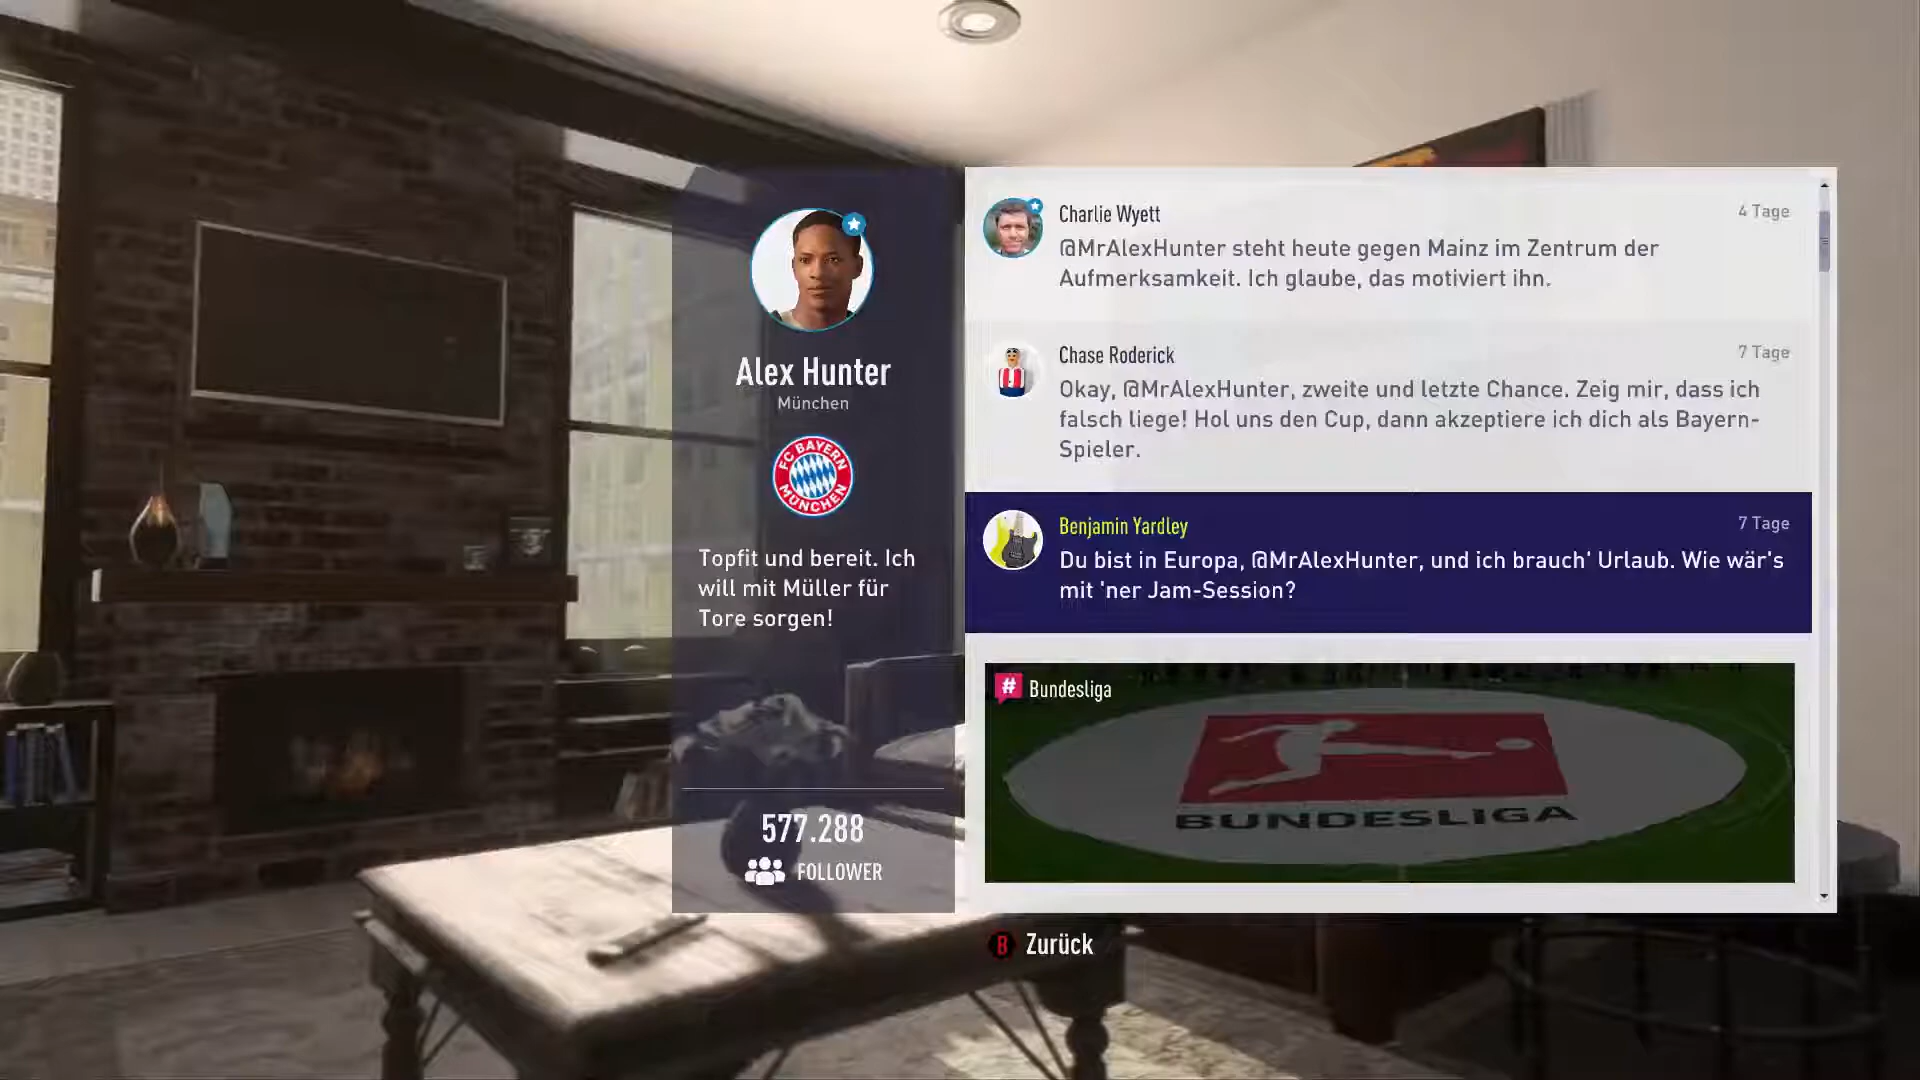 Alex Hunter
München
FC BAYERN
MÜNCHEN
Topfit und bereit. Ich
will mit Müller für
Tore sorgen!
577.288
FOLLOWER
Charlie Wyett
4 Tage
@MrAlexHunter steht heute gegen Mainz im Zentrum der
Aufmerksamkeit. Ich glaube, das motiviert ihn.
Chase Roderick
7 Tage
Okay, @MrAlexHunter, zweite und letzte Chance. Zeig mir, dass ich
falsch liege! Hol uns den Cup, dann akzeptiere ich dich als Bayern-
Spieler.
Benjamin Yardley
7 Tage
Du bist in Europa, @MrAlexHunter, und ich brauch' Urlaub. Wie wär's
mit 'ner Jam-Session?
# Bundesliga
BUNDESLIGA
B Zurück